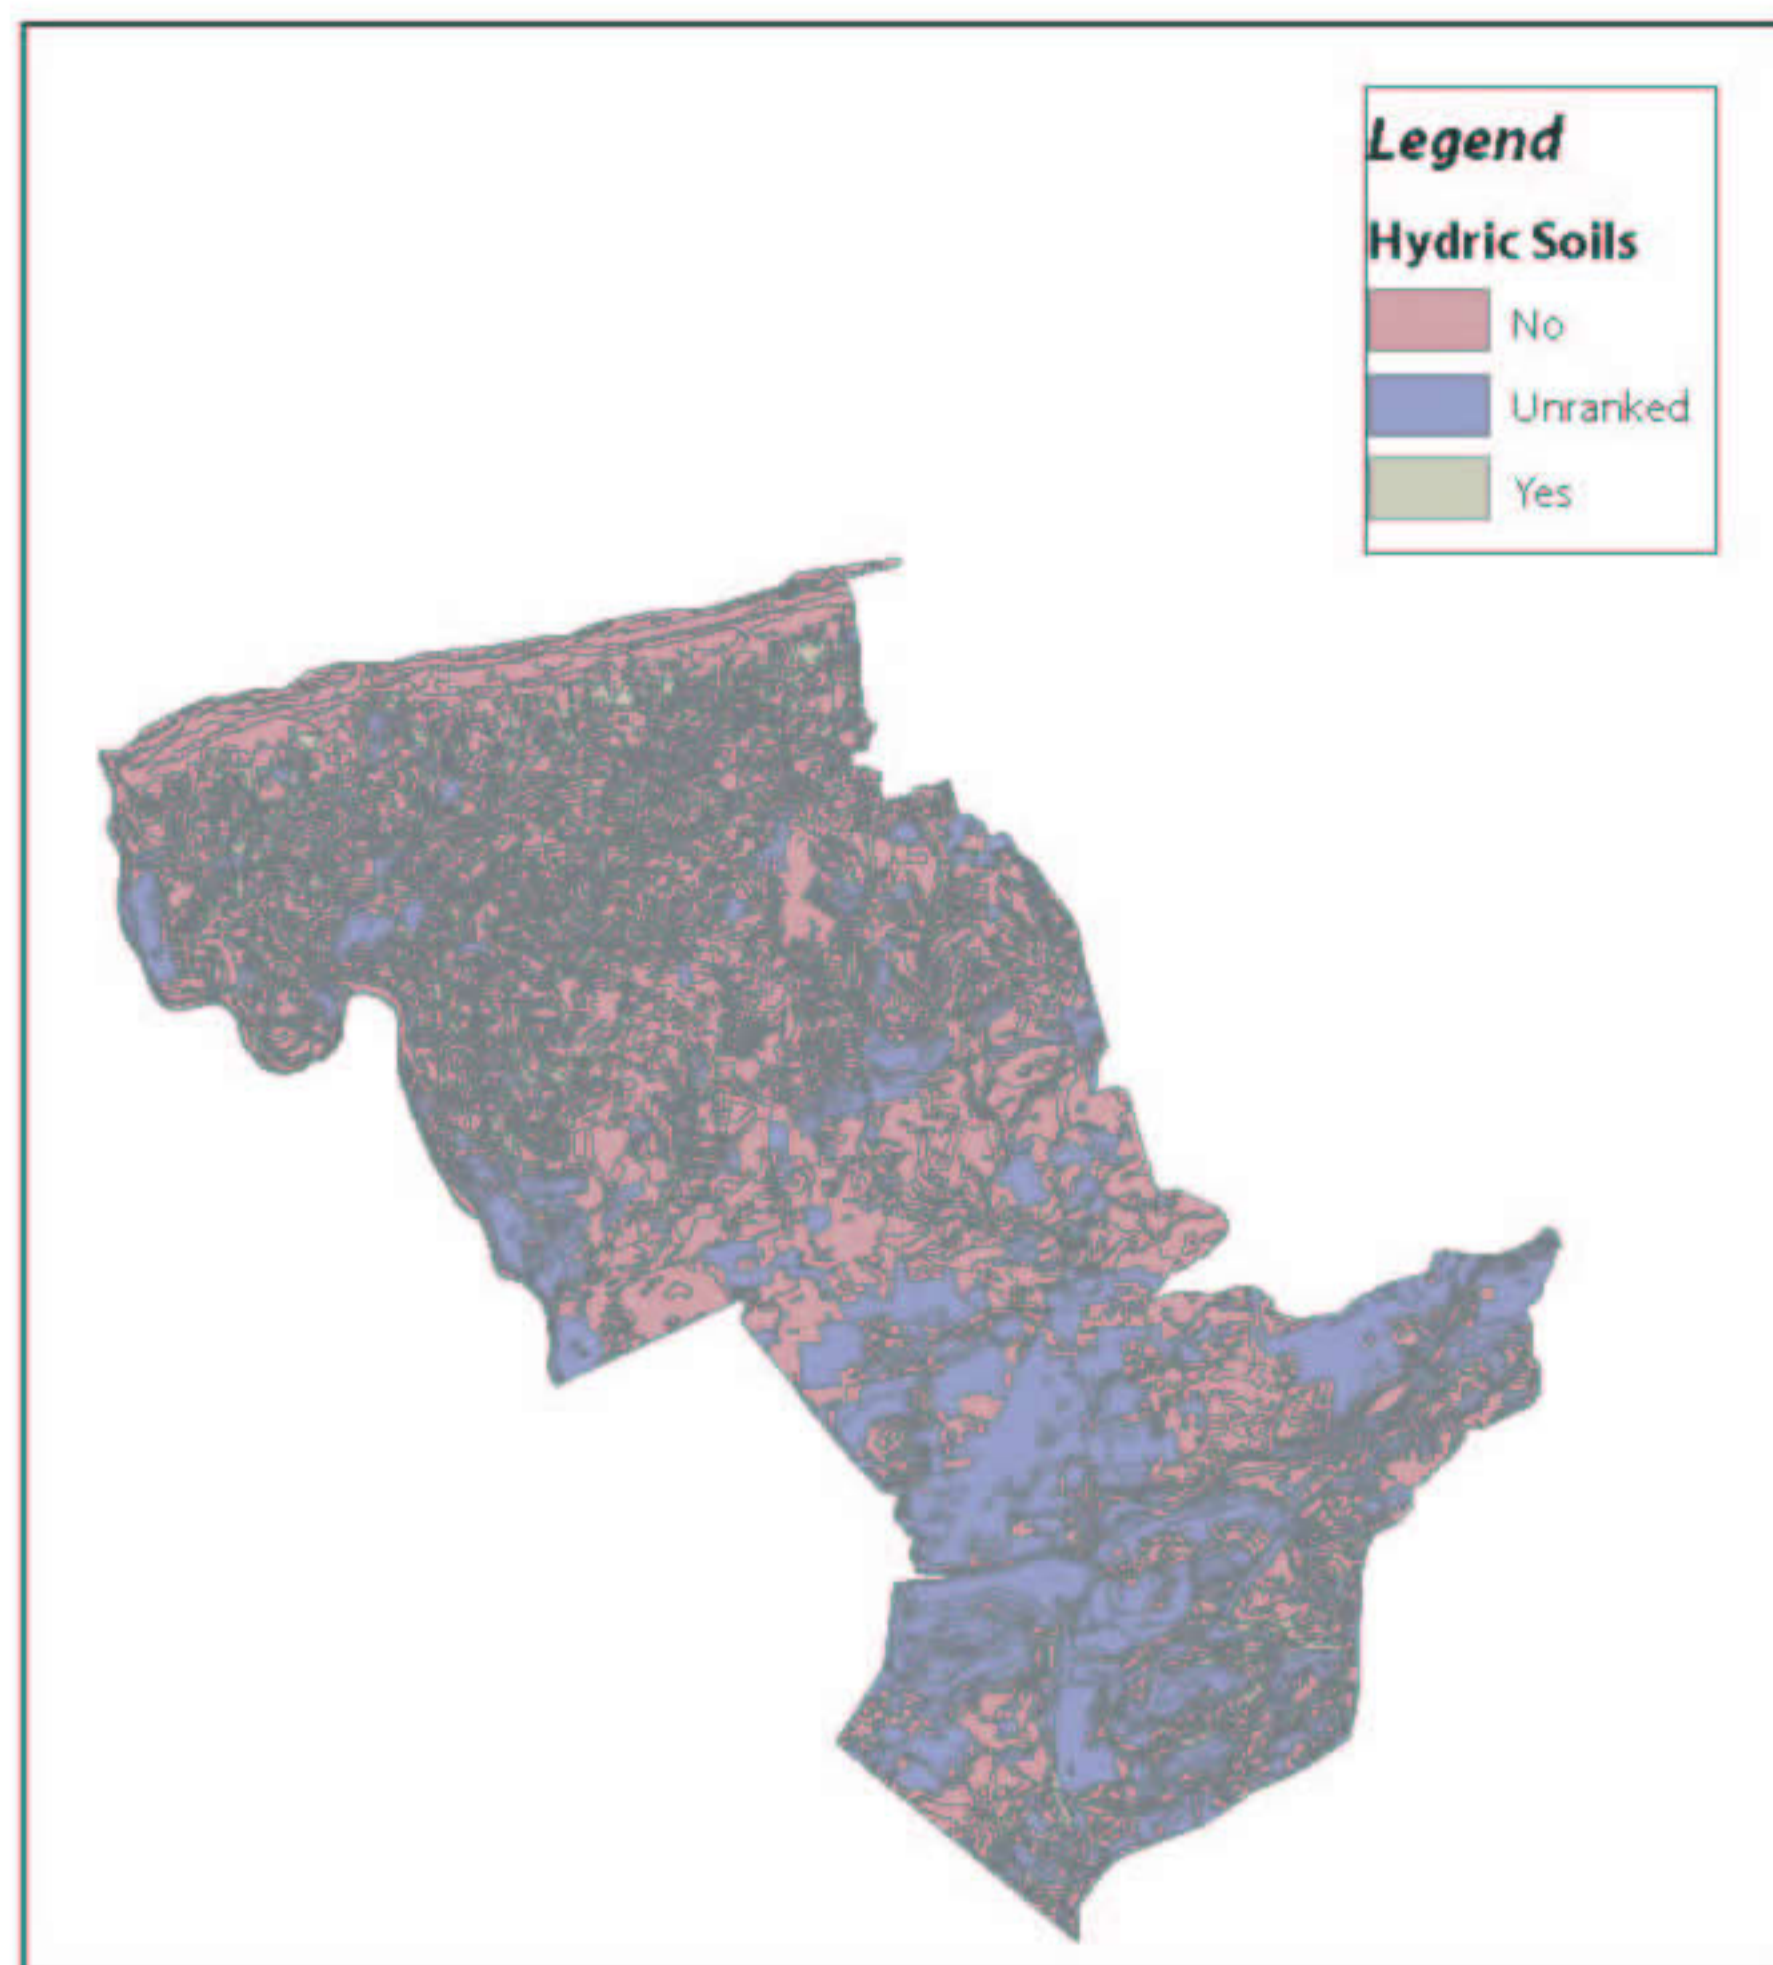 Legend
Hydric Soils
No
Unranked
Yes